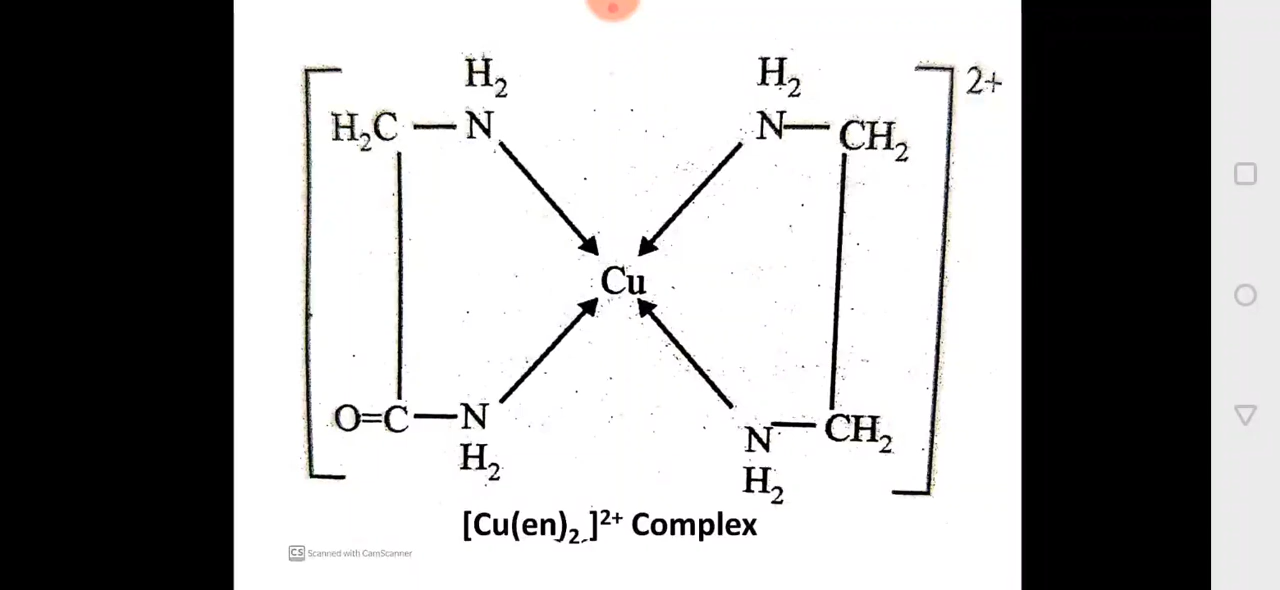 H₂ H₂ 2+
H₂C — N N — CH₂
Cu
O=C — N N — CH₂
H₂ H₂
[Cu(en)₂.]²⁺ Complex
CS Scanned with CamScanner